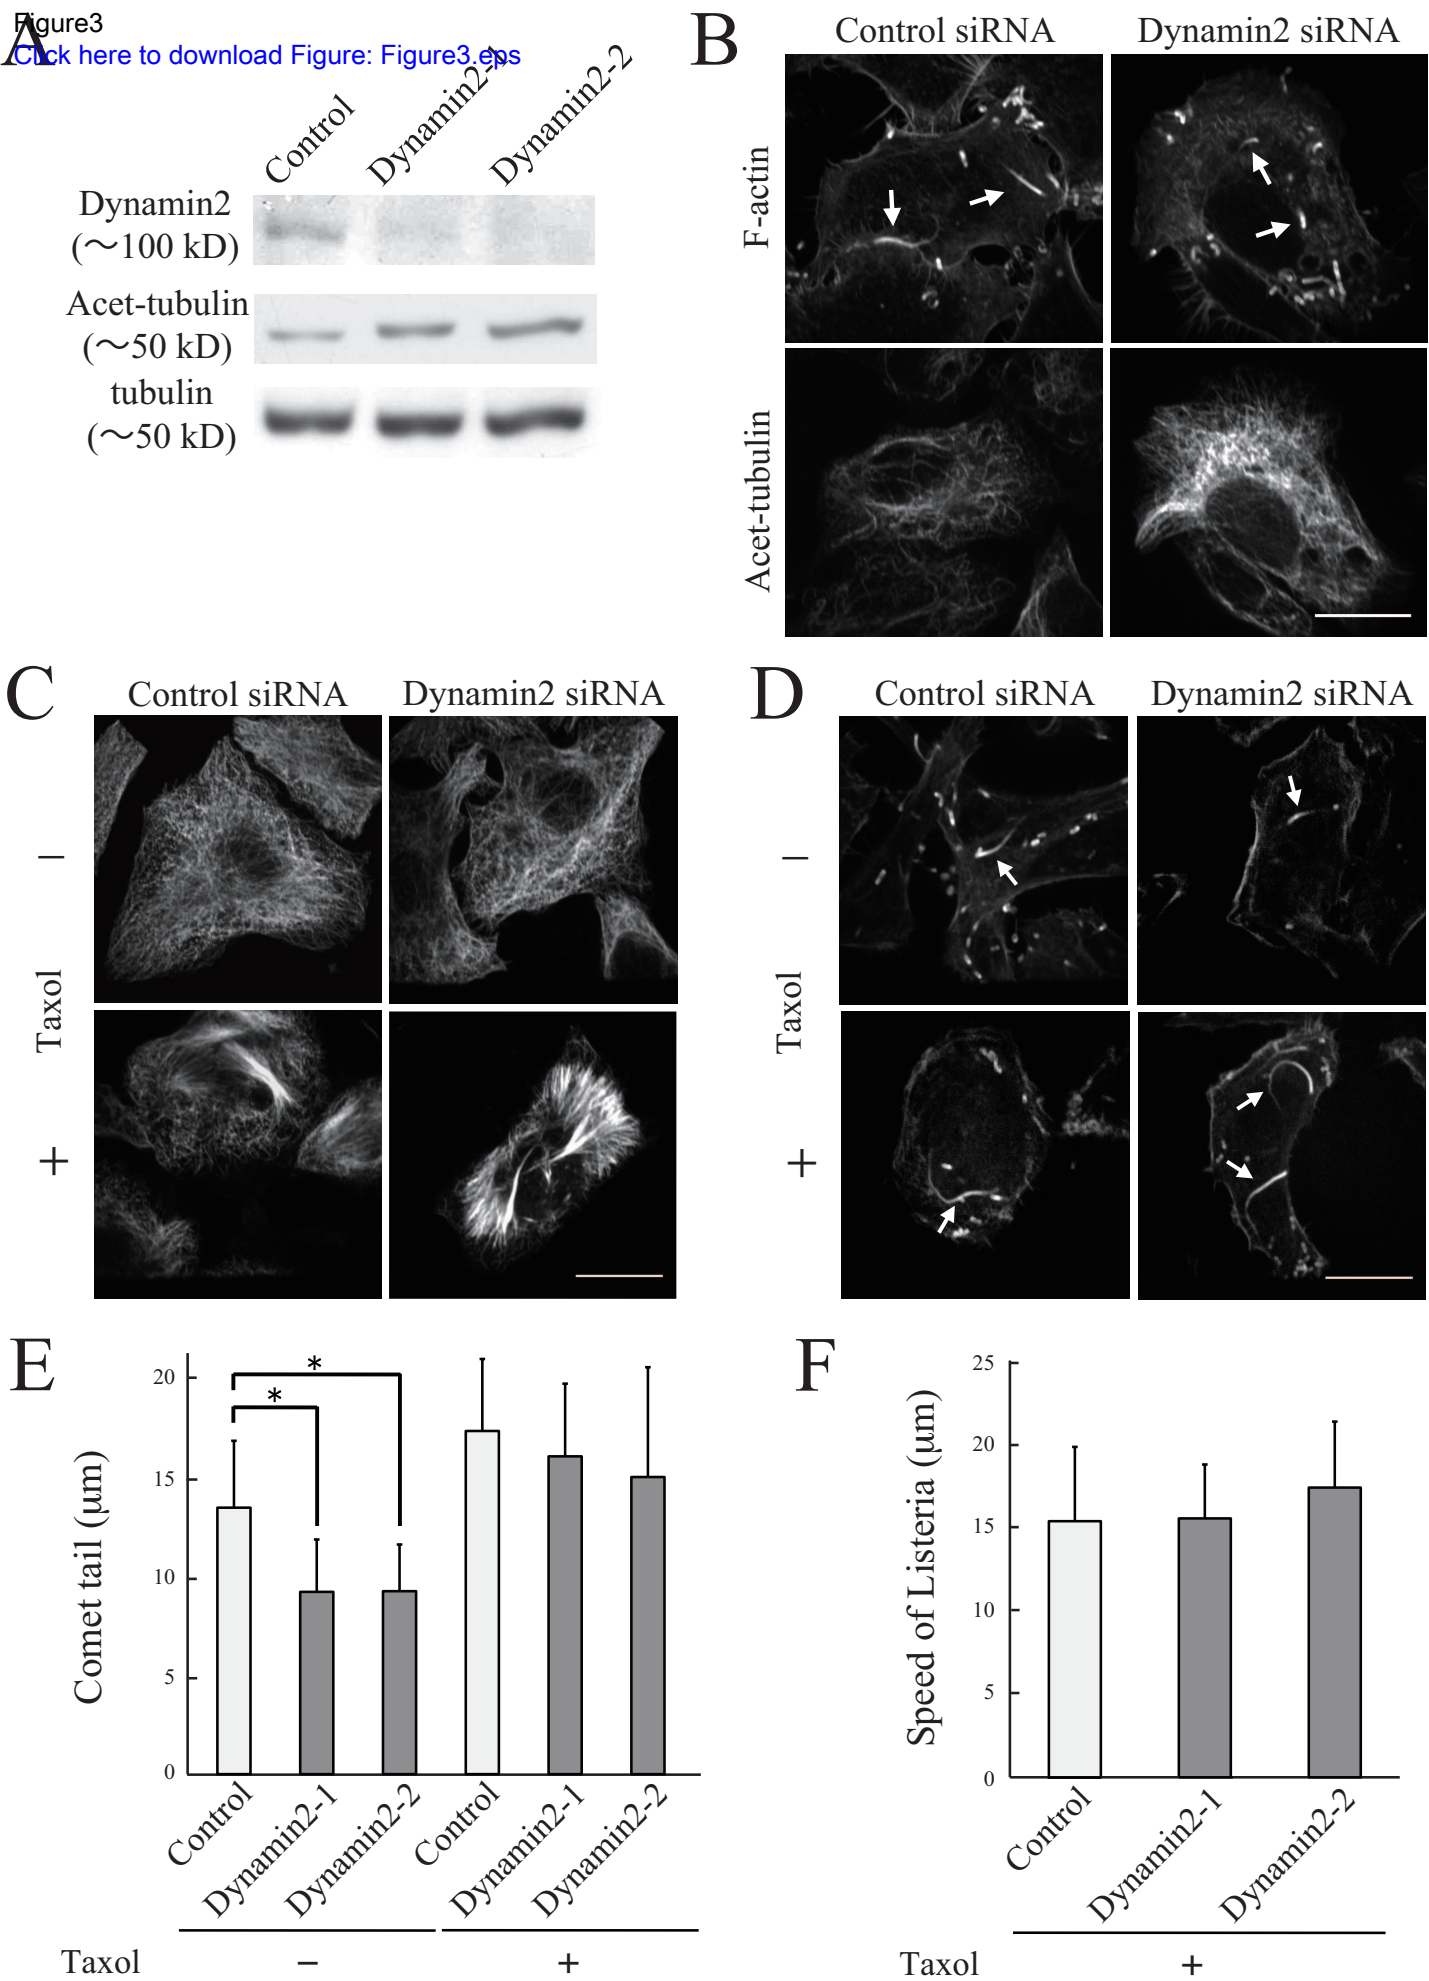 Figure3
Click here to download Figure: Figure3.eps
A
Control
Dynamin2-1
Dynamin2-2
Dynamin2
(~100 kD)
Acet-tubulin
(~50 kD)
tubulin
(~50 kD)
B
Control siRNA
Dynamin2 siRNA
F-actin
Acet-tubulin
C
Control siRNA
Dynamin2 siRNA
−
Taxol
+
D
Control siRNA
Dynamin2 siRNA
−
Taxol
+
E
Comet tail (μm)
20
15
10
5
0
*
*
Control
Dynamin2-1
Dynamin2-2
Control
Dynamin2-1
Dynamin2-2
Taxol
−
+
F
Speed of Listeria (μm)
25
20
15
10
5
0
Control
Dynamin2-1
Dynamin2-2
Taxol
+